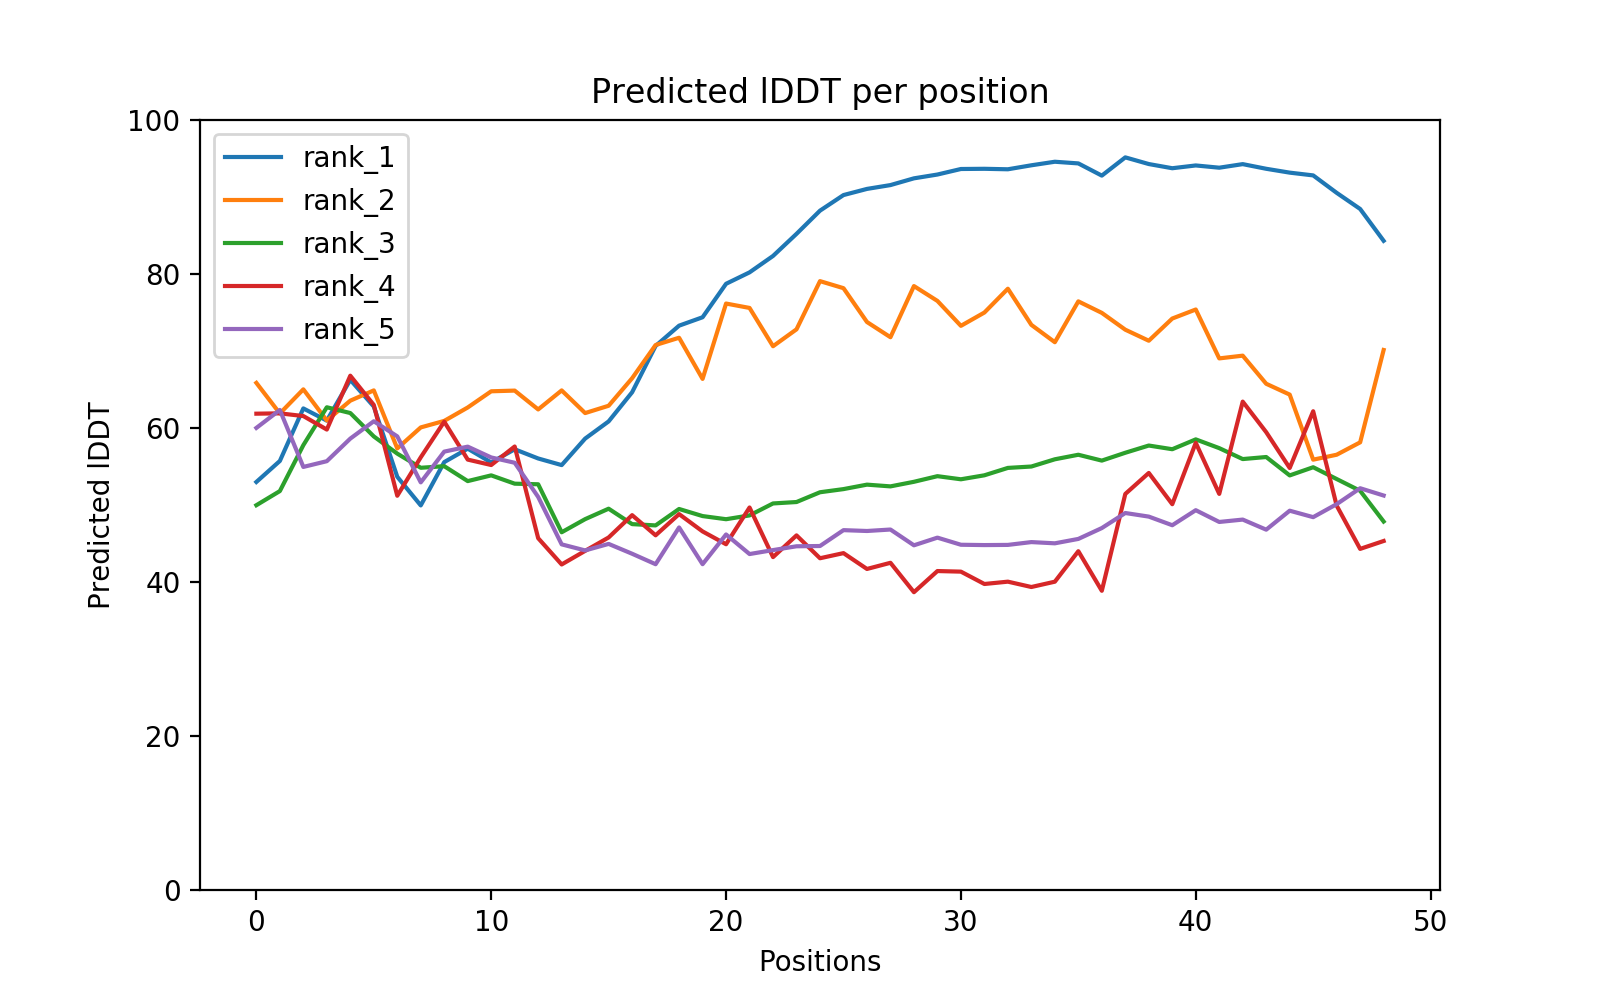 Predicted lDDT per position
100
80
60
40
20
0
Predicted lDDT
rank_1
rank_2
rank_3
rank_4
rank_5
0 10 20 30 40 50
Positions